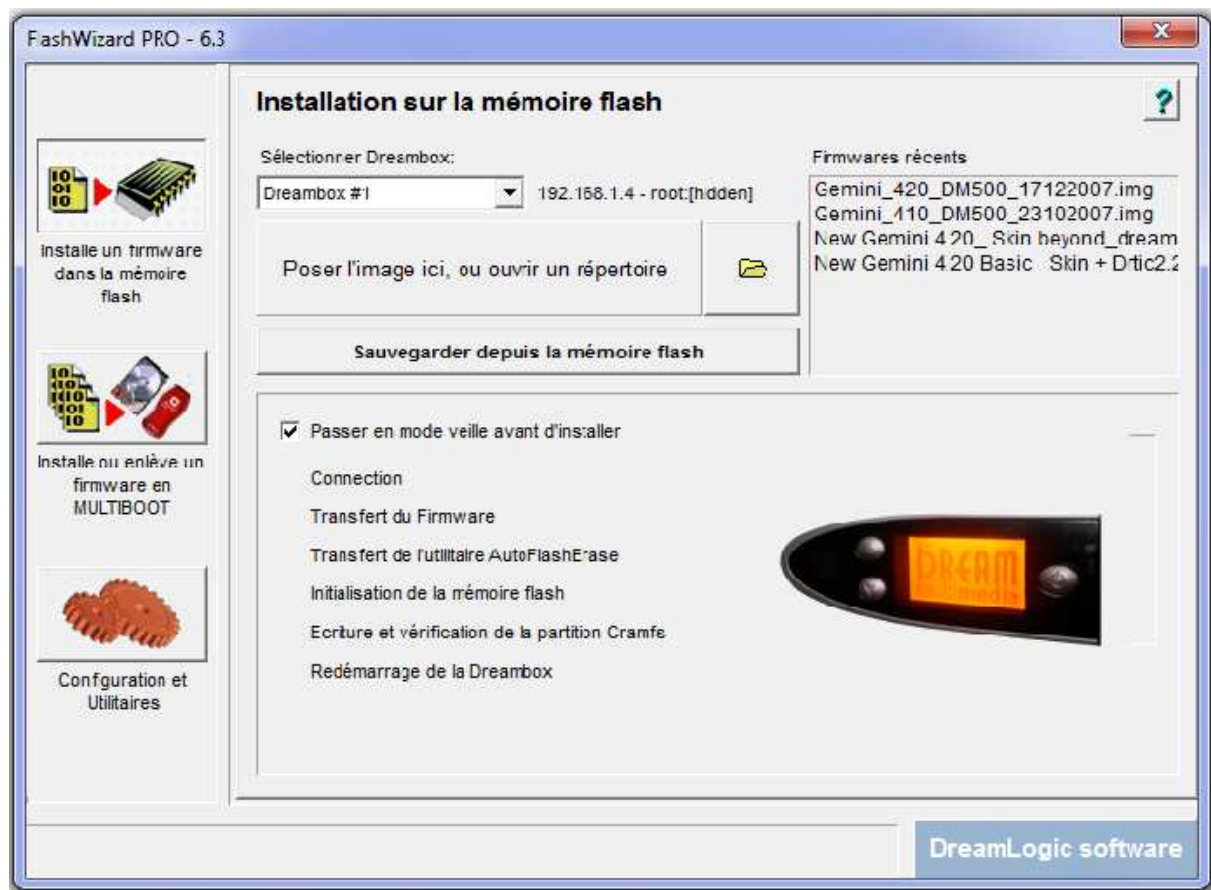 FashWizard PRO - 6.3
Installation sur la mémoire flash
?
Sélectionner Dreambox:
Dreambox #1
192.168.1.4 - root:[hidden]
Poser l'image ici, ou ouvrir un répertoire
Sauvegarder depuis la mémoire flash
Firmwares récents
Gemini_420_DM500_17122007.img
Gemini_410_DM500_23102007.img
New Gemini 4.20_ Skin beyond_dream
New Gemini 4.20 Basic Skin +
Installe un firmware
dans la mémoire
flash
Installe ou enlève un
firmware en
MULTIBOOT
Configuration et
Utilitaires
Passer en mode veille avant d'installer
Connection
Transfert du Firmware
Transfert de l'utilitaire AutoFlashErase
Initialisation de la mémoire flash
Ecriture et vérification de la partition Cramfs
Redémarrage de la Dreambox
DREAM
multimedia
DreamLogic software